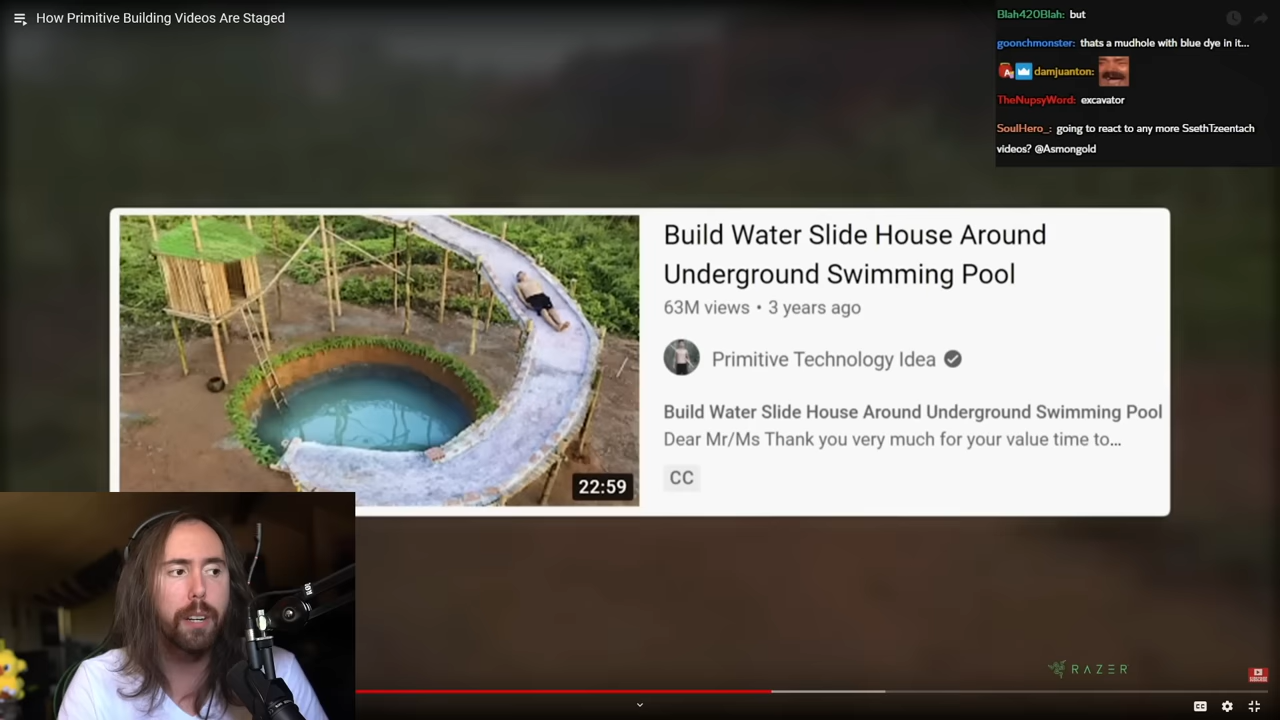 How Primitive Building Videos Are Staged
Blah420Blah: but
goonchmonster: thats a mudhole with blue dye in it...
damjuanton:
TheNupsyWord: excavator
SoulHero_: going to react to any more SsethTzeentach
videos? @Asmongold
Build Water Slide House Around
Underground Swimming Pool
63M views • 3 years ago
Primitive Technology Idea
Build Water Slide House Around Underground Swimming Pool
Dear Mr/Ms Thank you very much for your value time to...
CC
22:59
RAZER
SUBSCRIBE
CC